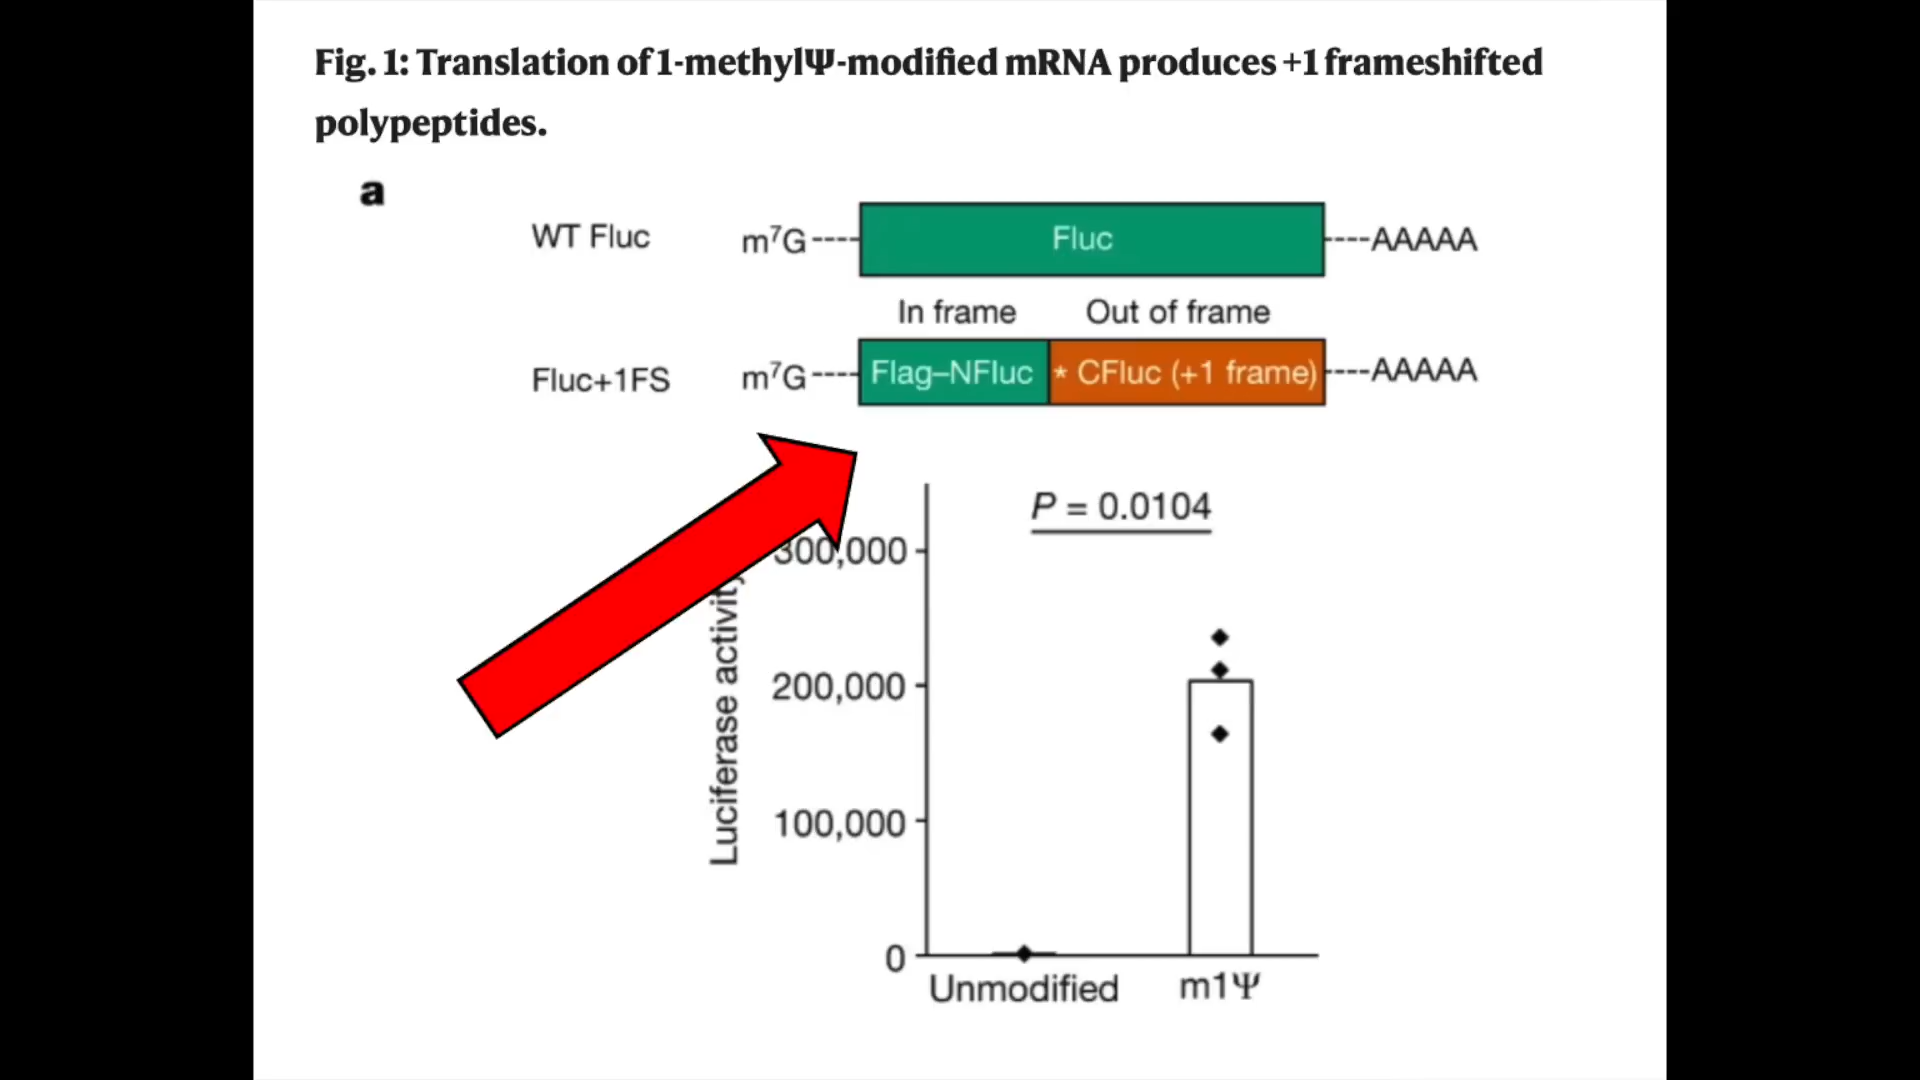 Fig. 1: Translation of 1-methylΨ-modified mRNA produces +1 frameshifted
polypeptides.
a
WT Fluc m⁷G----Fluc----AAAAA
In frame Out of frame
Fluc+1FS m⁷G----Flag–NFluc * CFluc (+1 frame)----AAAAA
P = 0.0104
300,000
200,000
100,000
0
Luciferase activity
Unmodified m1Ψ